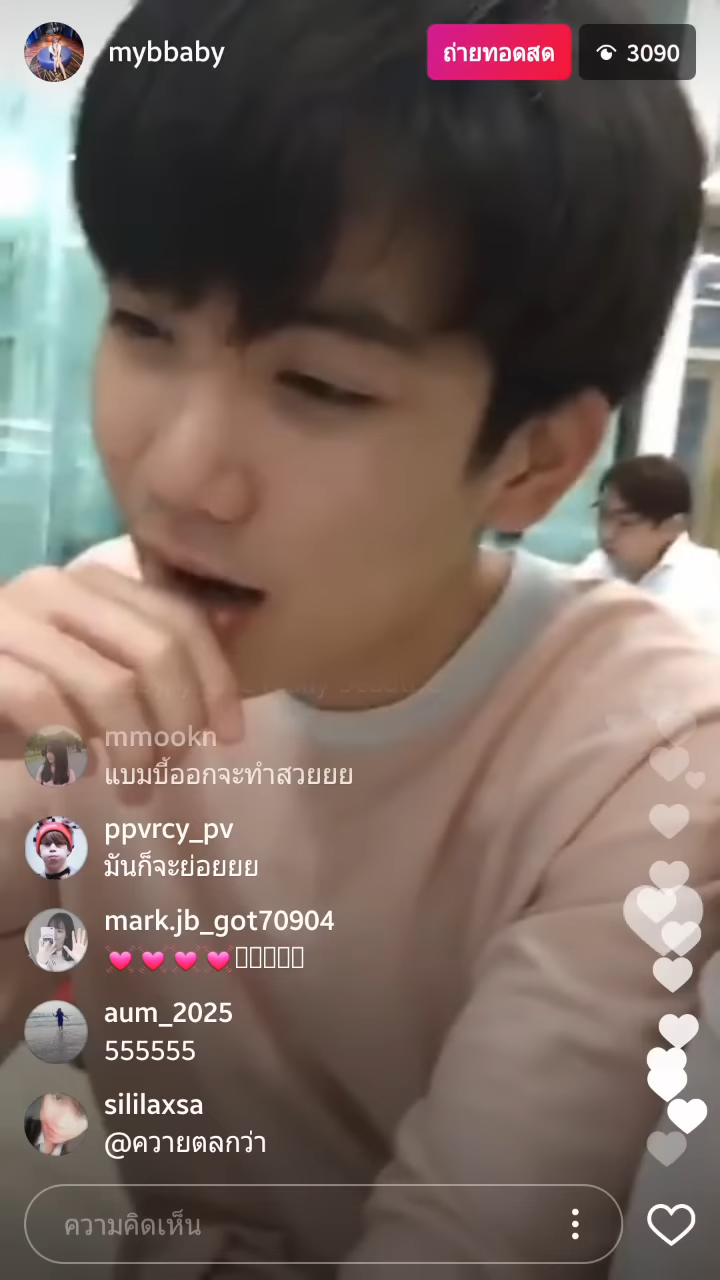 mybbaby
ถ่ายทอดสด
3090
mmookn
แบมบี้ออกจะทำสวยยย
ppvrcy_pv
มันก็จะย่อยยยย
mark.jb_got70904
💓💓💓💓
aum_2025
555555
sililaxsa
@ควายตลกว่า
ความคิดเห็น